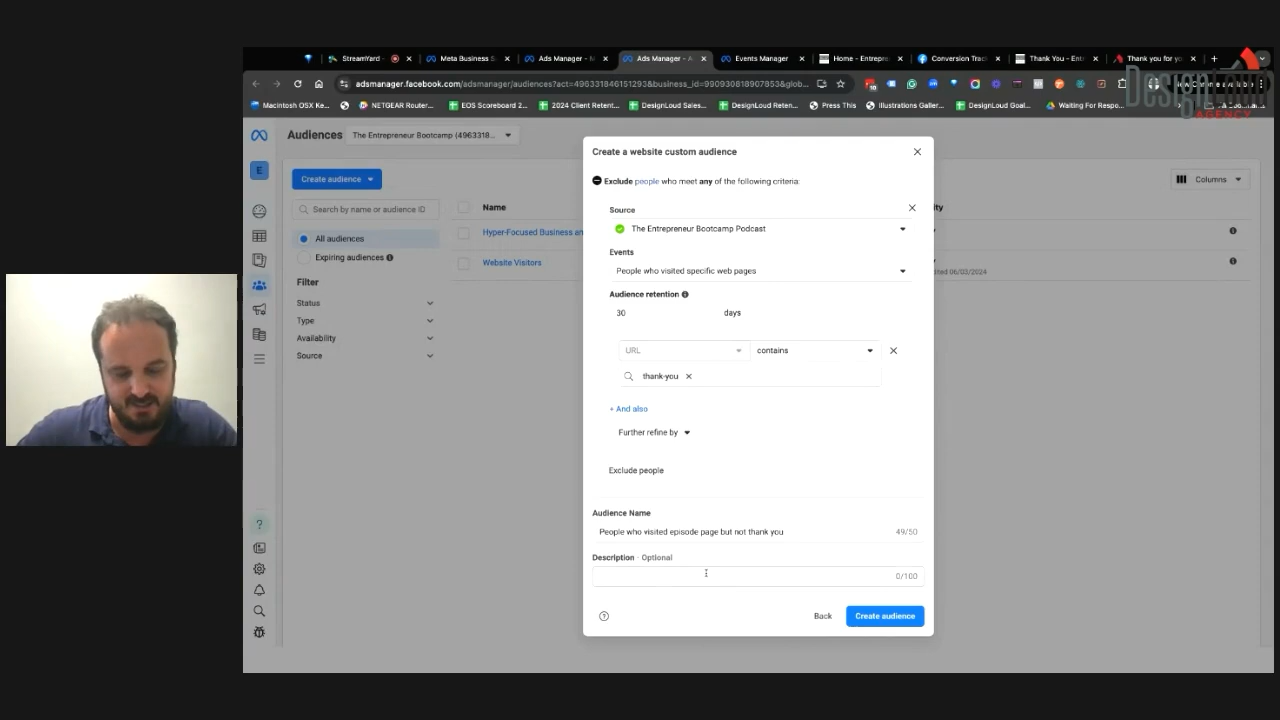 StreamYard
Meta Business S
Ads Manager - M
Ads Manager - A
Events Manager
Home - Entrepre
Conversion Trac
Thank You - Ent
Thank you for yo
adsmanager.facebook.com/adsmanager/audiences?act=496331846151293&business_id=990930818907853&glob...
Macintosh OSX Ke...
NETGEAR Router...
EOS Scoreboard 2...
2024 Client Retent...
DesignLoud Sales...
DesignLoud Reten...
Press This
Illustrations Galler...
DesignLoud Goal...
Waiting For Respo...
AGENCY
Audiences
The Entrepreneur Bootcamp (4963318...
E
Create audience
Columns
Search by name or audience ID
Name
All audiences
Hyper-Focused Business an
Expiring audiences
Website Visitors
06/03/2024
Filter
Status
Type
Availability
Source
Create a website custom audience
Exclude people who meet any of the following criteria:
Source
The Entrepreneur Bootcamp Podcast
Events
People who visited specific web pages
Audience retention
30 days
URL contains
thank-you
+ And also
Further refine by
Exclude people
Audience Name
People who visited episode page but not thank you 49/50
Description · Optional
0/100
Back
Create audience